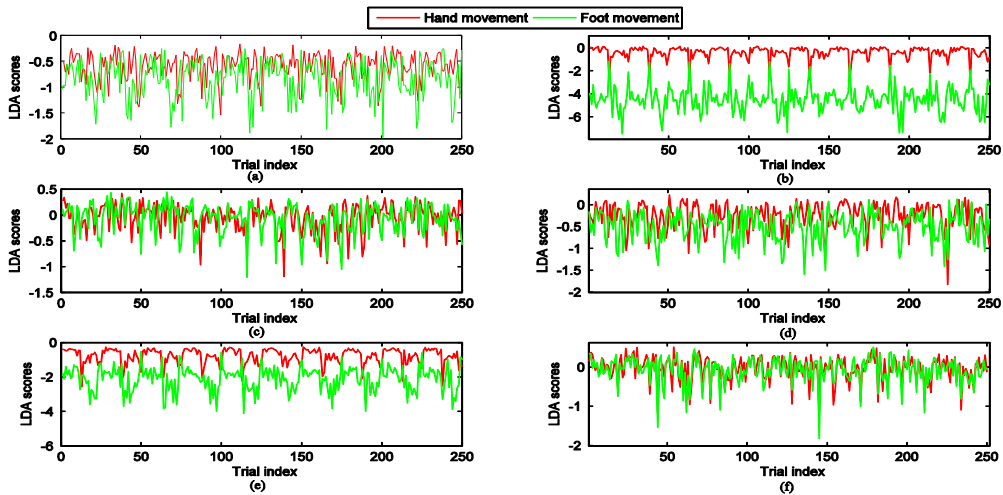 Hand movement Foot movement
0
-0.5
-1
-1.5
-2
LDA scores
0 50 100 150 200 250
Trial index
(a)
0
-2
-4
-6
LDA scores
50 100 150 200 250
Trial index
(b)
0.5
0
-0.5
-1
-1.5
LDA scores
0 50 100 150 200 250
Trial index
(c)
0
-0.5
-1
-1.5
-2
LDA scores
50 100 150 200 250
Trial index
(d)
0
-2
-4
-6
LDA scores
0 50 100 150 200 250
Trial index
(e)
0
-1
-2
LDA scores
50 100 150 200 250
Trial index
(f)